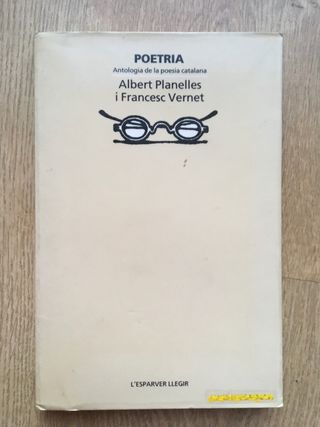 POETRIA
Antologia de la poesia catalana
Albert Planelles
i Francesc Vernet
L'ESPARVER LLEGIR